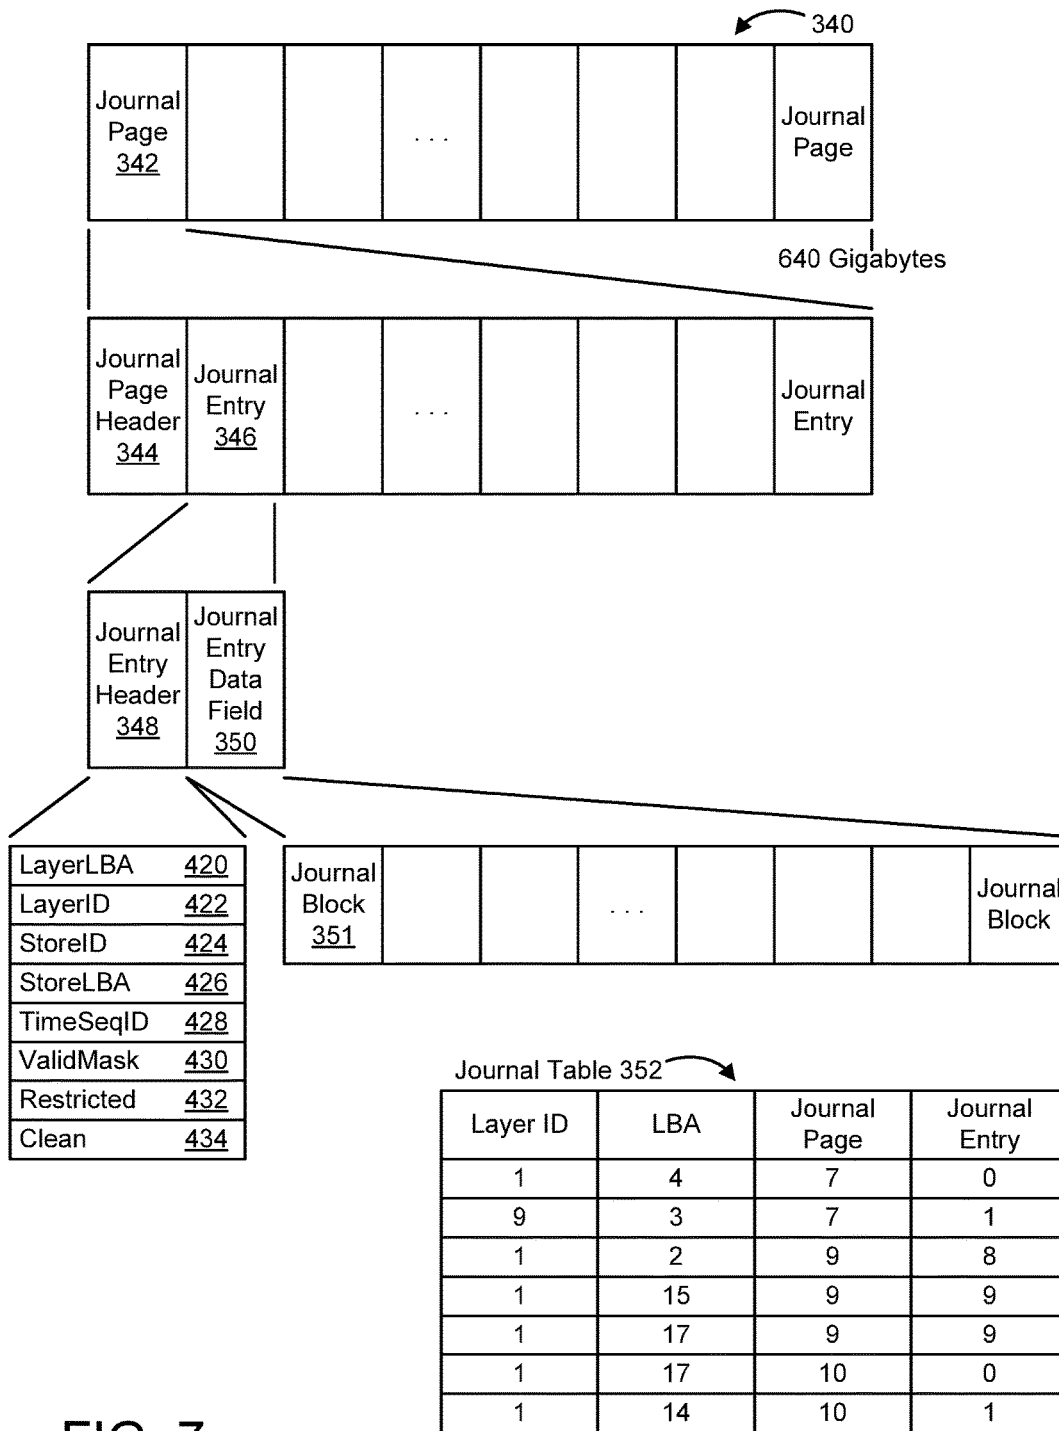 340
Journal
Page
342
. . .
Journal
Page
640 Gigabytes
Journal
Page
Header
344
Journal
Entry
346
. . .
Journal
Entry
Journal
Entry
Header
348
Journal
Entry
Data
Field
350
LayerLBA 420
LayerID 422
StoreID 424
StoreLBA 426
TimeSeqID 428
ValidMask 430
Restricted 432
Clean 434
Journal
Block
351
. . .
Journal
Block
Journal Table 352
Layer ID LBA Journal Page Journal Entry
1 4 7 0
9 3 7 1
1 2 9 8
1 15 9 9
1 17 9 9
1 17 10 0
1 14 10 1